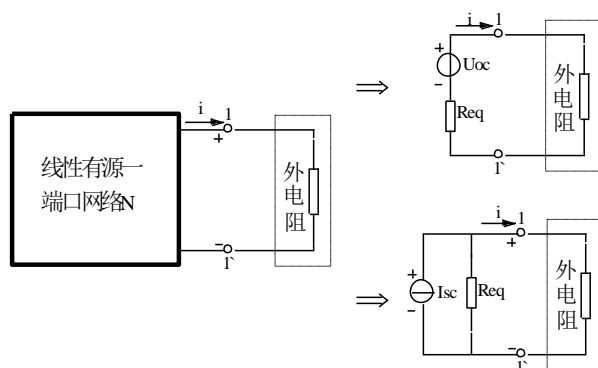 线性有源一
端口网络N
i
1
+
外
电
阻
-
1`
⇒
i
1
+
Uoc
-
Req
外
电
阻
1`
⇒
i
1
+
+
Isc
-
Req
外
电
阻
-
1`